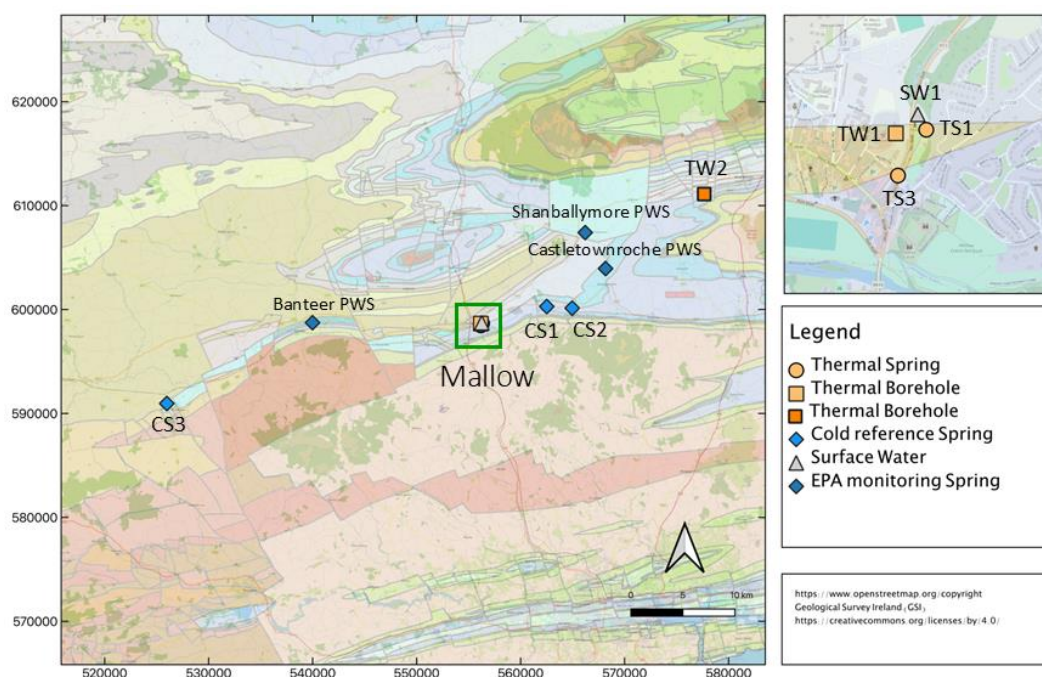 620000
610000
600000
590000
580000
570000
520000
530000
540000
550000
560000
570000
580000
TW2
Shanballymore PWS
Castletownroche PWS
Banteer PWS
CS1
CS2
Mallow
CS3
0
10 km
SW1
TW1
TS1
TS3
Legend
Thermal Spring
Thermal Borehole
Thermal Borehole
Cold reference Spring
Surface Water
EPA monitoring Spring
https://www.openstreetmap.org/copyright
Geological Survey Ireland (GSI)
https://creativecommons.org/licenses/by/4.0/